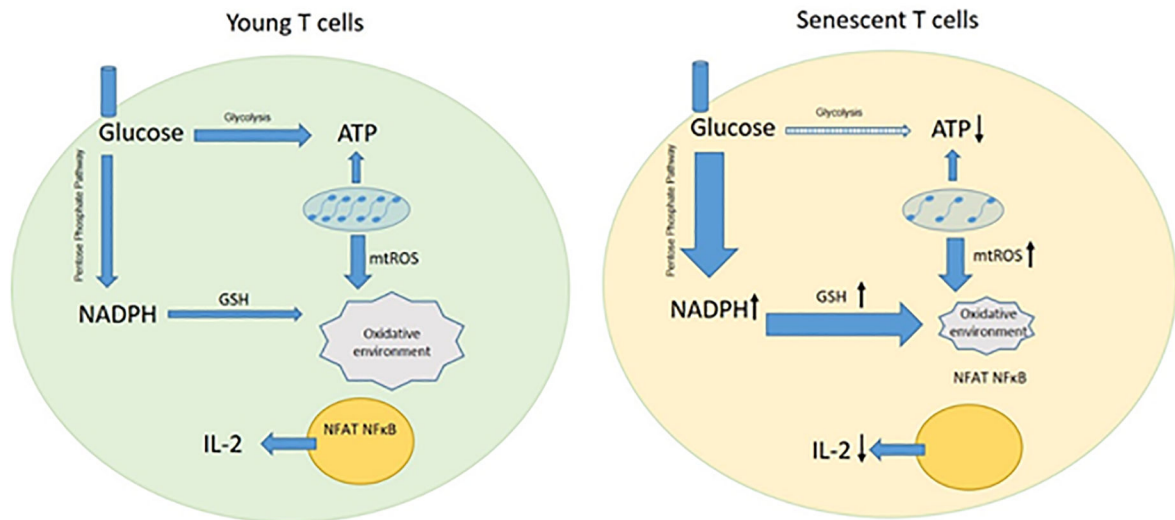 Young T cells
Glucose
Glycolysis
ATP
Pentose Phosphate Pathway
mtROS
NADPH
GSH
Oxidative
environment
NFAT NFκB
IL-2
Senescent T cells
Glucose
Glycolysis
ATP
Pentose Phosphate Pathway
mtROS
NADPH
GSH
Oxidative
environment
NFAT NFκB
IL-2